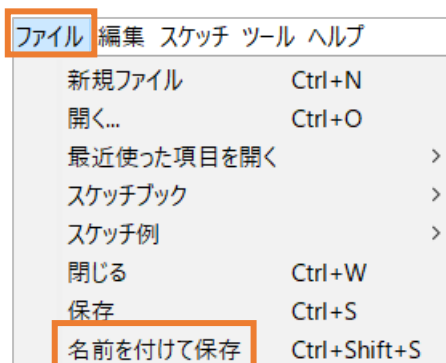 ファイル 編集 スケッチ ツール ヘルプ
新規ファイル Ctrl+N
開く... Ctrl+O
最近使った項目を開く >
スケッチブック >
スケッチ例 >
閉じる Ctrl+W
保存 Ctrl+S
名前を付けて保存 Ctrl+Shift+S